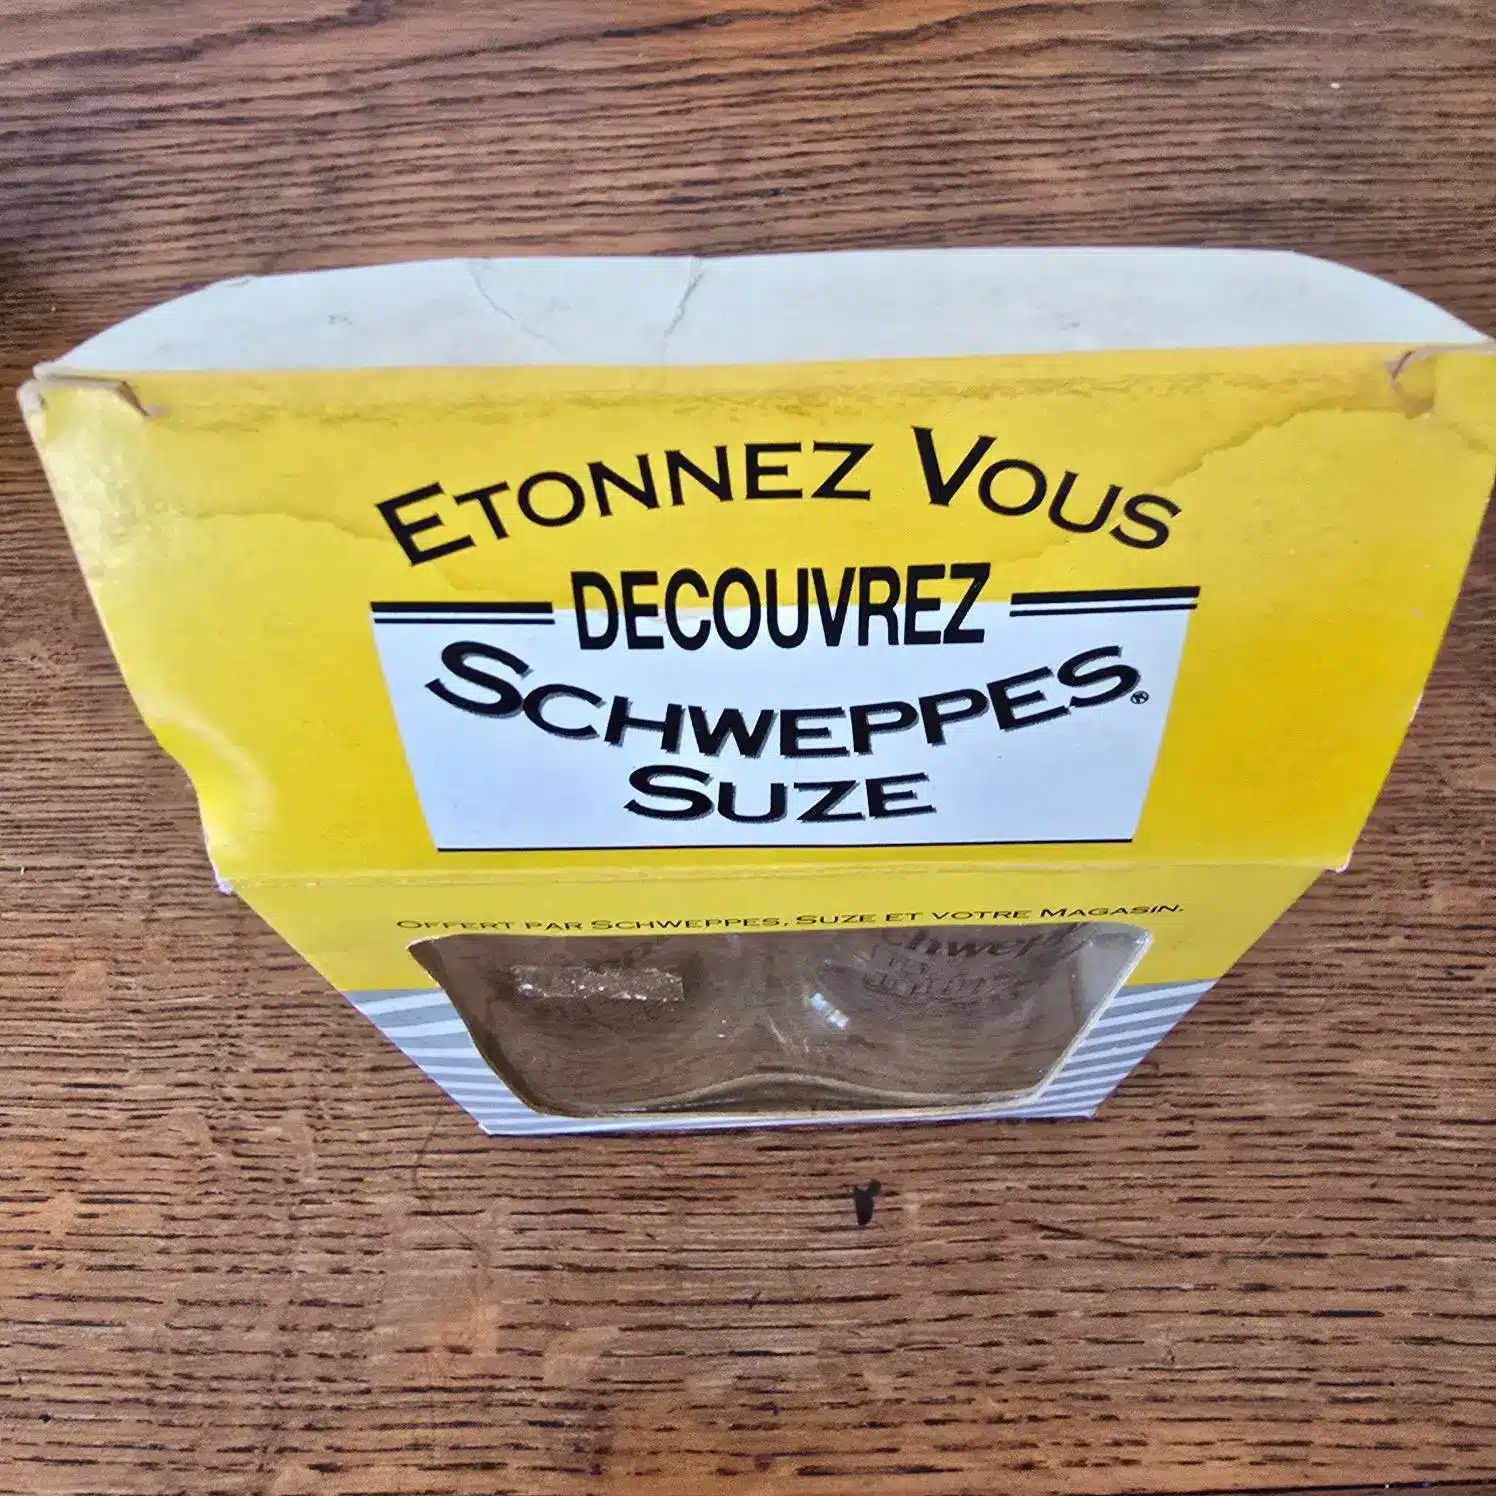 ETONNEZ VOUS
DECOUVREZ
SCHWEPPES®
SUZE
OFFERT PAR SCHWEPPES, SUZE ET VOTRE MAGASIN.